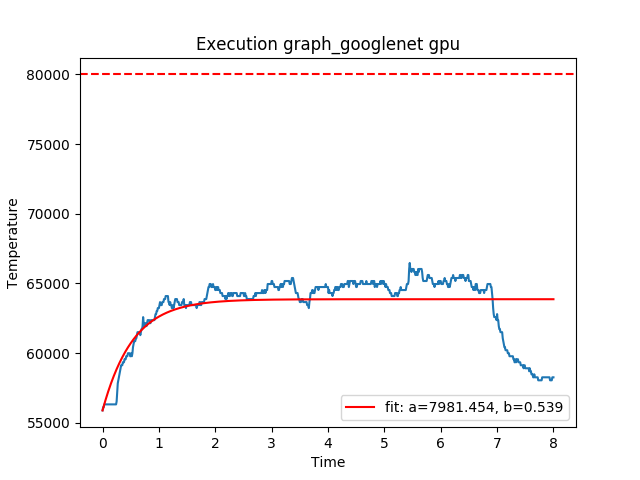 Execution graph_googlenet gpu
Temperature
80000
75000
70000
65000
60000
55000
fit: a=7981.454, b=0.539
0 1 2 3 4 5 6 7 8
Time